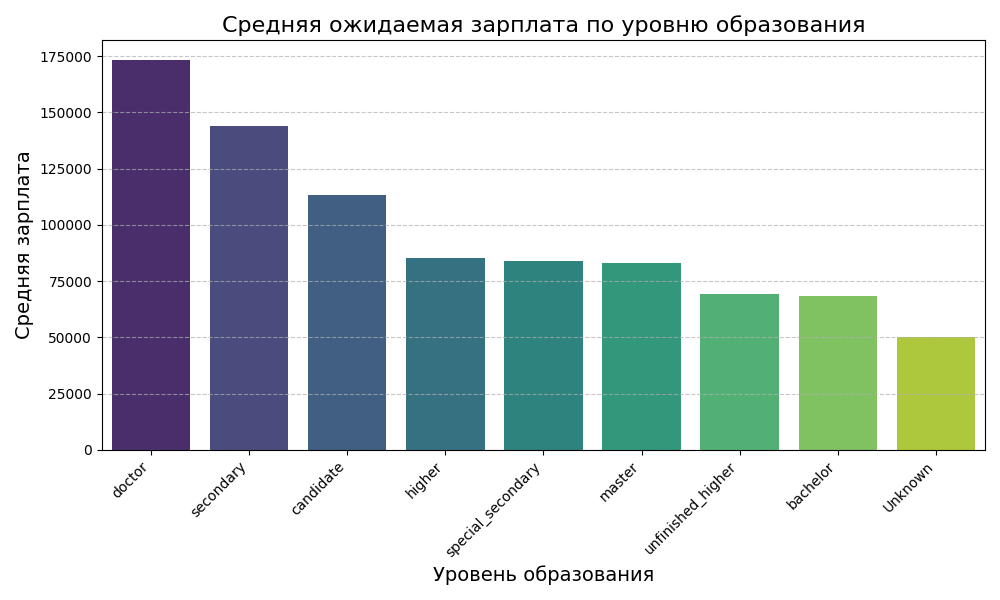 Средняя ожидаемая зарплата по уровню образования
Средняя зарплата
175000
150000
125000
100000
75000
50000
25000
0
doctor
secondary
candidate
higher
special_secondary
master
unfinished_higher
bachelor
Unknown
Уровень образования